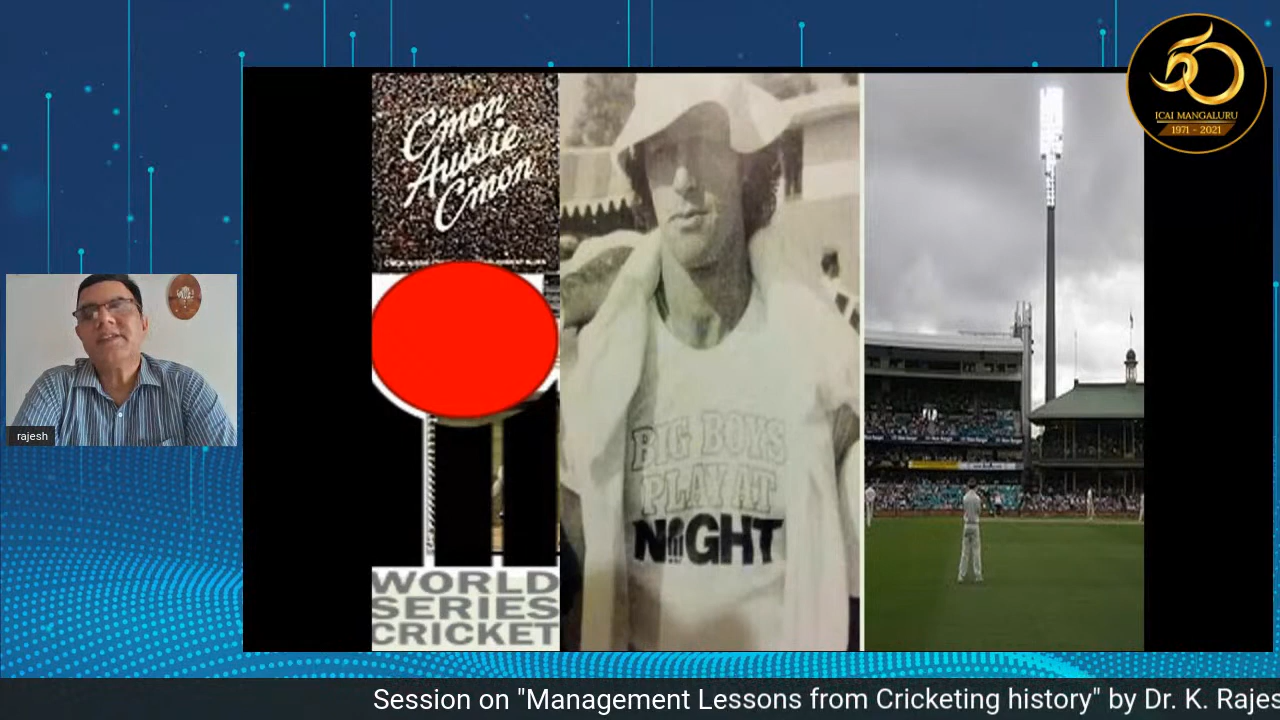 C'mon
Aussie
C'mon
50
ICAI MANGALURU
1971 - 2021
rajesh
BIG BOYS
PLAY AT
NIGHT
WORLD
SERIES
CRICKET
Session on "Management Lessons from Cricketing history" by Dr. K. Rajes